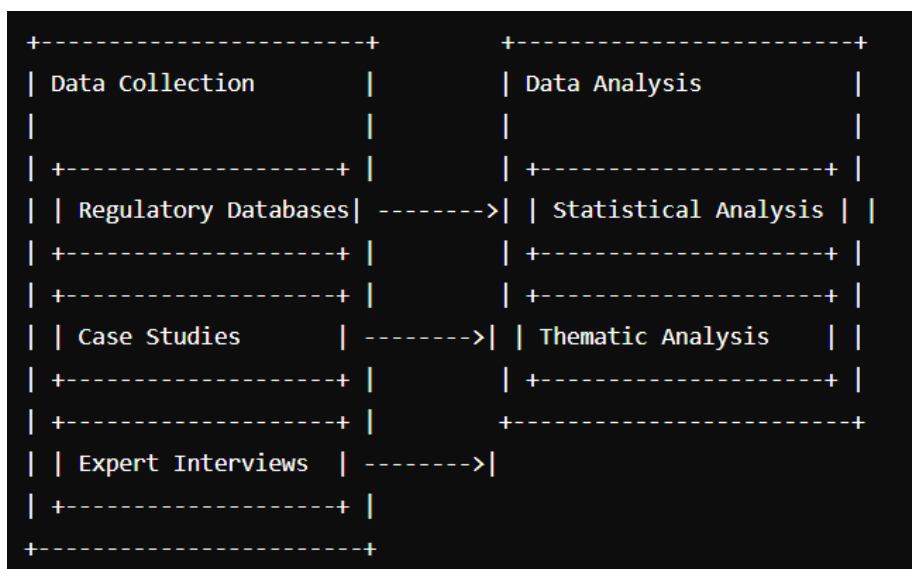 +------------------------+         +-------------------------+
| Data Collection        |         | Data Analysis           |
|                        |         |                         |
| +--------------------+ |         | +---------------------+ |
| | Regulatory Databases| -------->| | Statistical Analysis | |
| +--------------------+ |         | +---------------------+ |
| +--------------------+ |         | +---------------------+ |
| | Case Studies       | -------->| | Thematic Analysis    | |
| +--------------------+ |         | +---------------------+ |
| +--------------------+ |         +-------------------------+
| | Expert Interviews  | -------->|
| +--------------------+ |
+------------------------+